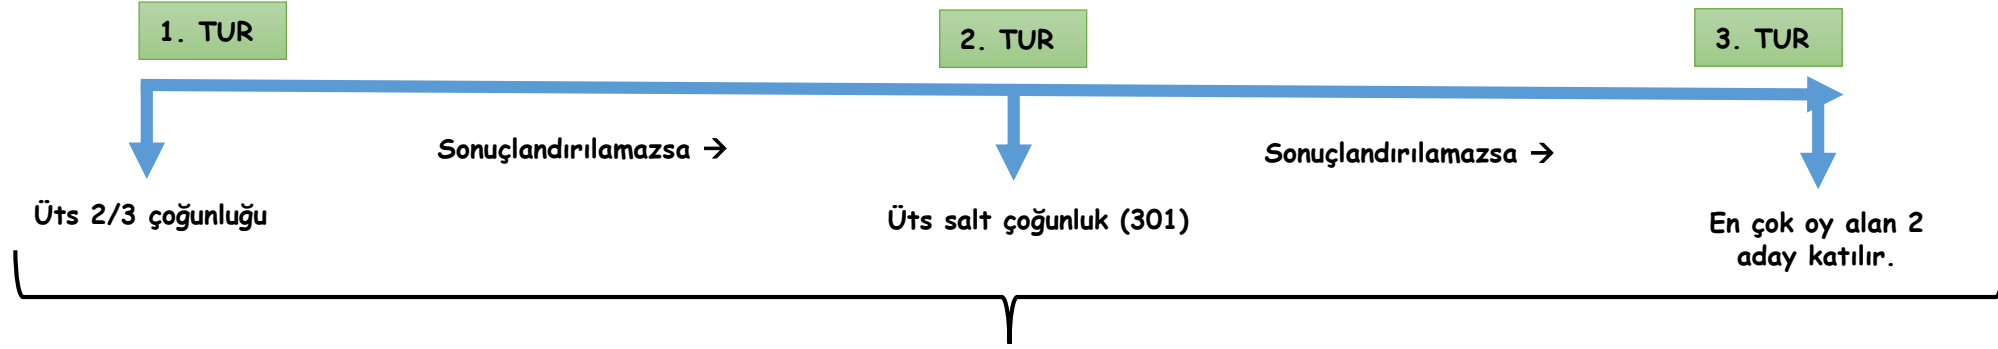 1. TUR
2. TUR
3. TUR
Sonuçlandırılamazsa →
Sonuçlandırılamazsa →
Üts 2/3 çoğunluğu
Üts salt çoğunluk (301)
En çok oy alan 2
aday katılır.